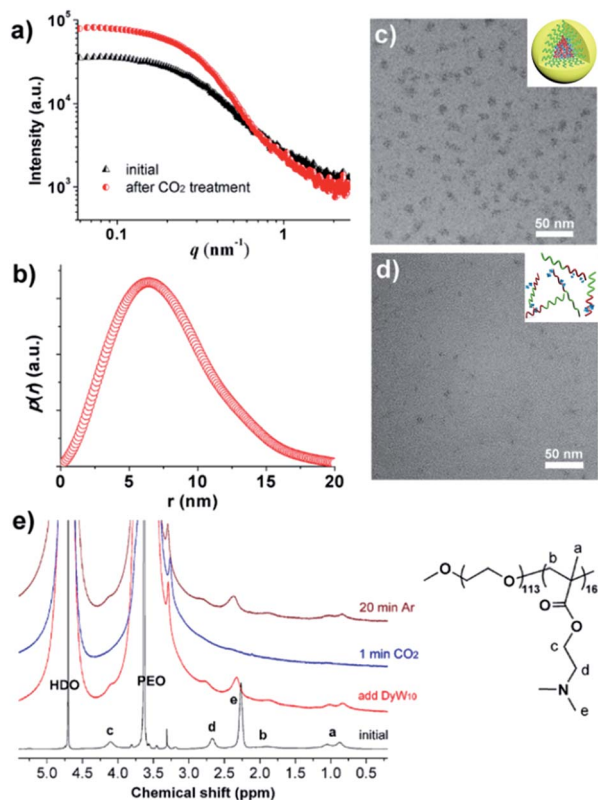 a)
10⁵
10⁴
10³
Intensity (a.u.)
initial
after CO₂ treatment
0.1 1
q (nm⁻¹)
b)
p(r) (a.u.)
0 5 10 15 20
r (nm)
c)
50 nm
d)
50 nm
e)
20 min Ar
1 min CO₂
HDO
PEO
add DyW₁₀
e
c
d
b
a
initial
5.0 4.5 4.0 3.5 3.0 2.5 2.0 1.5 1.0 0.5
Chemical shift (ppm)
b
a
O
O
113
16
O
O
c
d
N
e